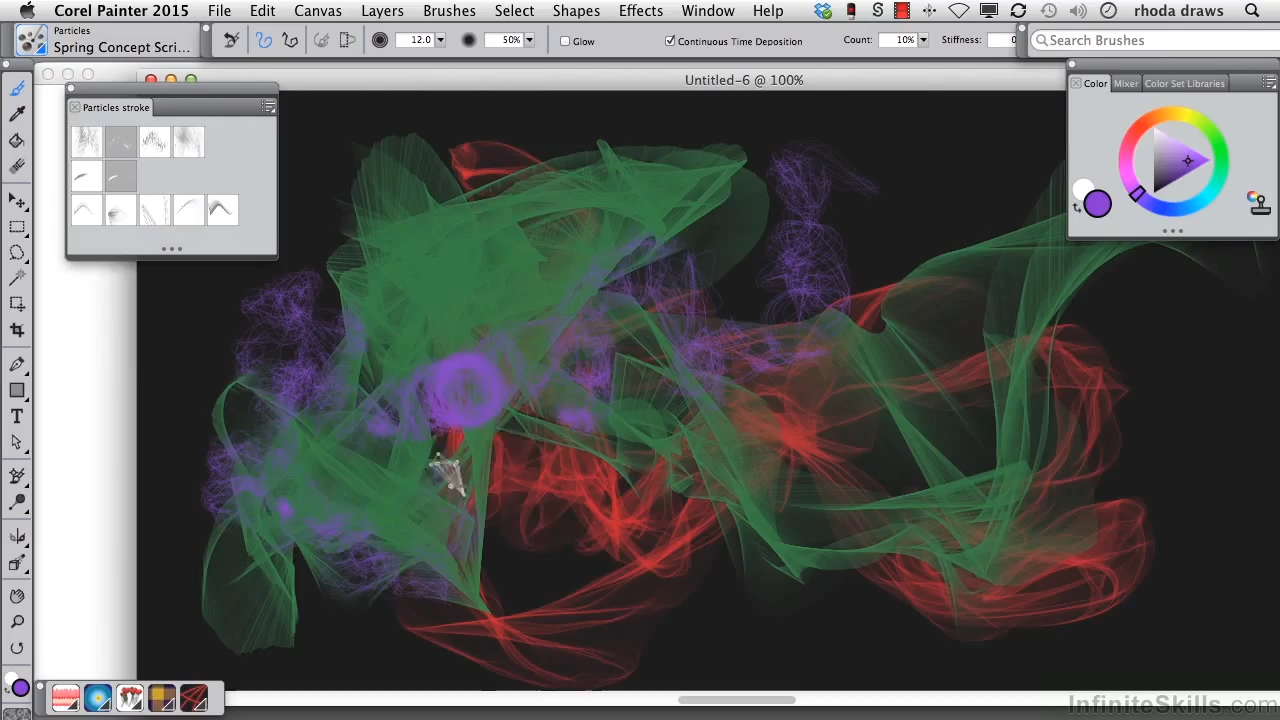 Corel Painter 2015 File Edit Canvas Layers Brushes Select Shapes Effects Window Help rhoda draws
Particles
Spring Concept Scri... 12.0 50% Glow Continuous Time Deposition Count: 10% Stiffness: 0 Search Brushes
Untitled-6 @ 100%
Color Mixer Color Set Libraries
Particles stroke
T
InfiniteSkills.com